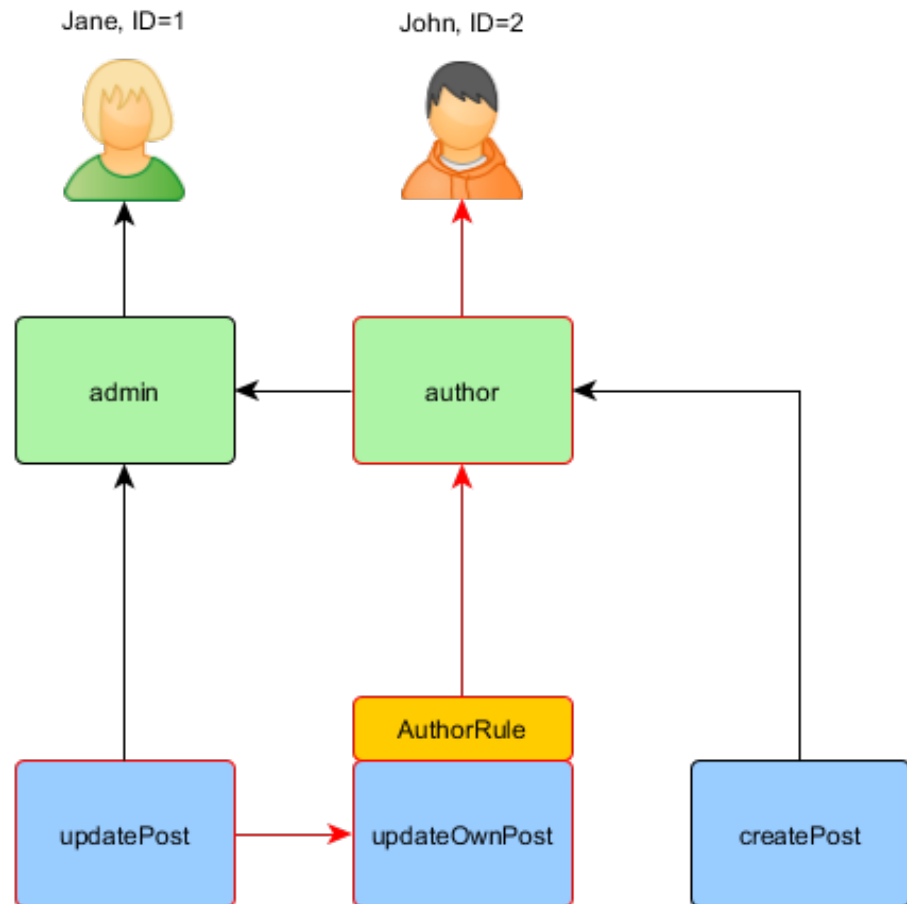 Jane, ID=1
John, ID=2
admin
author
AuthorRule
updatePost
updateOwnPost
createPost